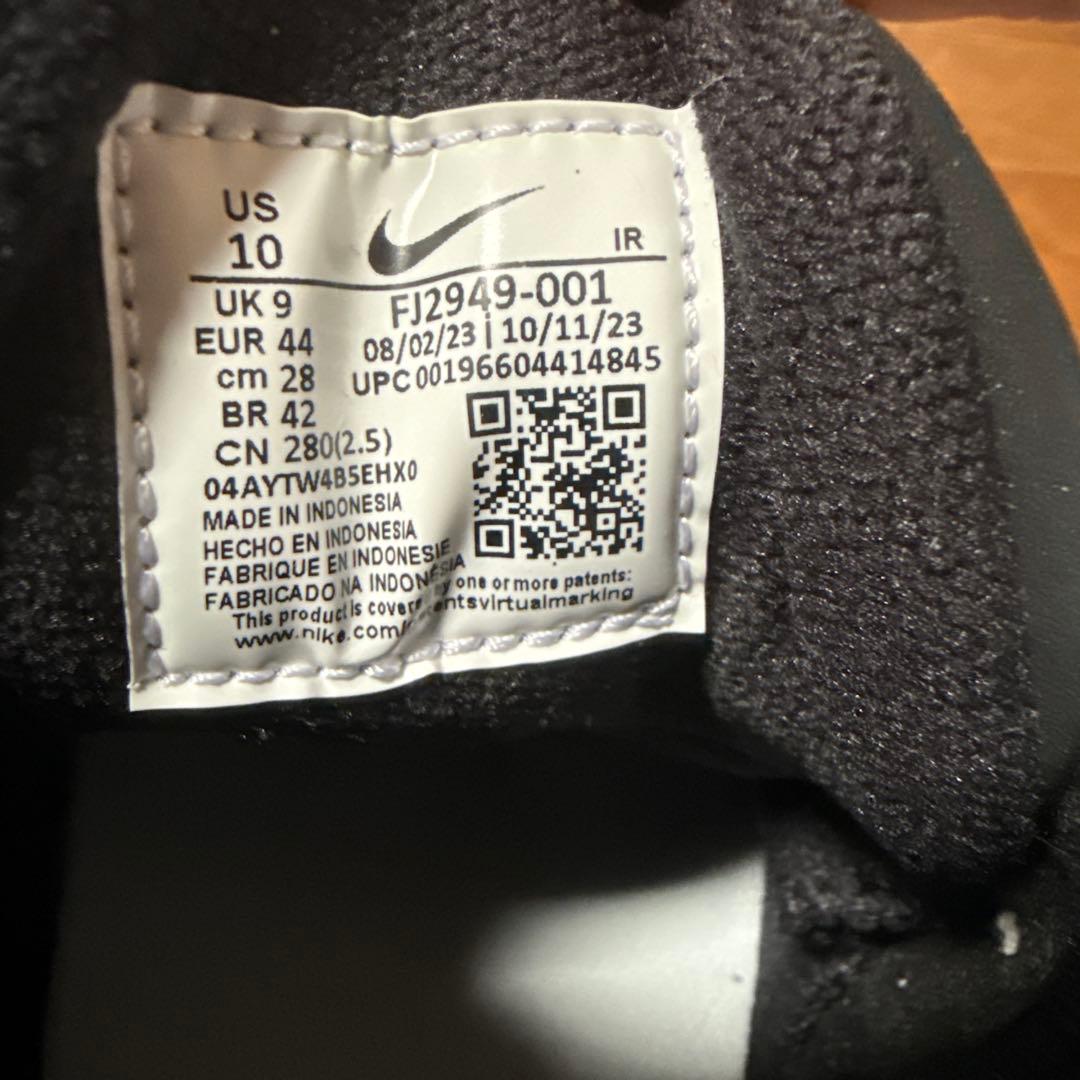 US
10
IR
UK 9
EUR 44
cm 28
BR 42
CN 280(2.5)
FJ2949-001
08/02/23 | 10/11/23
UPC 00196604414845
04AYTW4B5EHX0
MADE IN INDONESIA
HECHO EN INDONESIA
FABRIQUE EN INDONESIE
FABRICADO NA INDONESIA
This product is one or more patents:
www.nike.com/